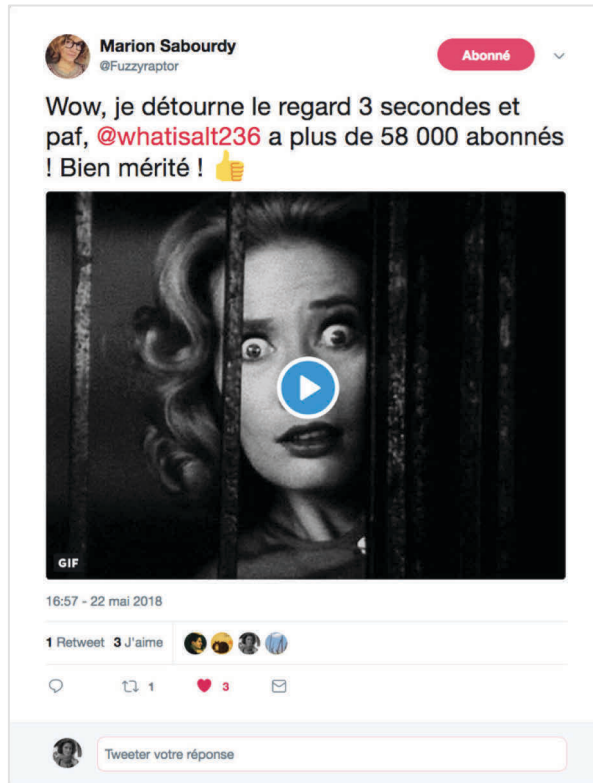 Marion Sabourdy
@Fuzzyraptor
Abonné
Wow, je détourne le regard 3 secondes et
paf, @whatisalt236 a plus de 58 000 abonnés
! Bien mérité ! 👍
GIF
16:57 - 22 mai 2018
1 Retweet 3 J'aime
1 3
Tweeter votre réponse